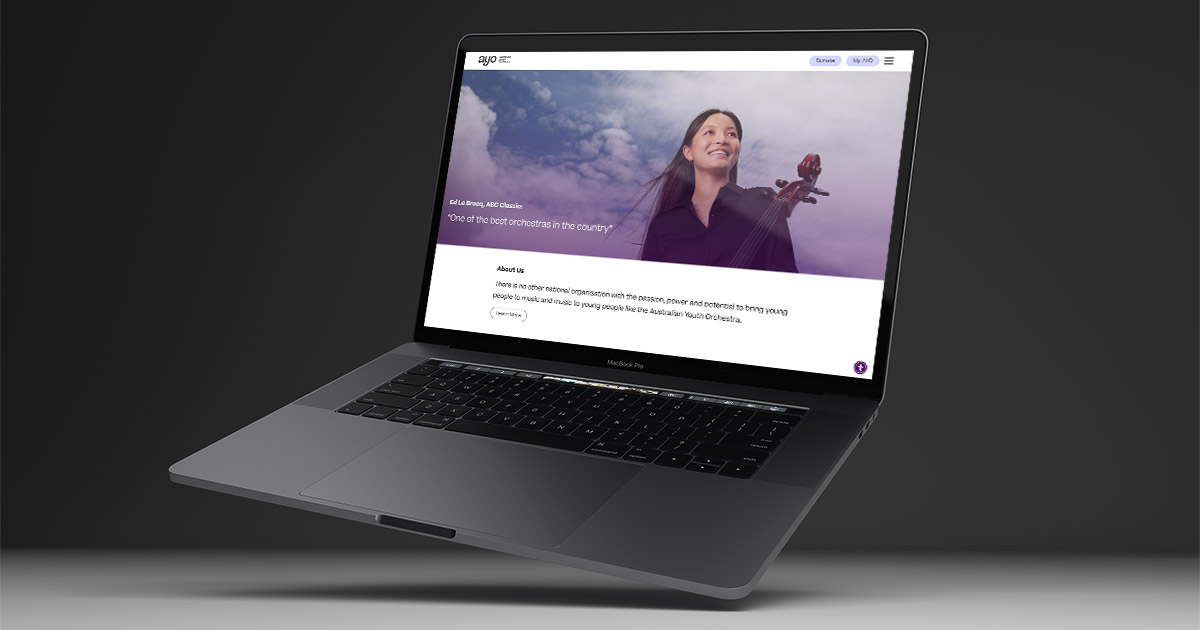 ayo
Donate
My AYO
Ed Le Brocq, ABC Classic:
"One of the best orchestras in the country"
About Us
There is no other national organisation with the passion, power and potential to bring young
people to music and music to young people like the Australian Youth Orchestra.
Learn More
MacBook Pro